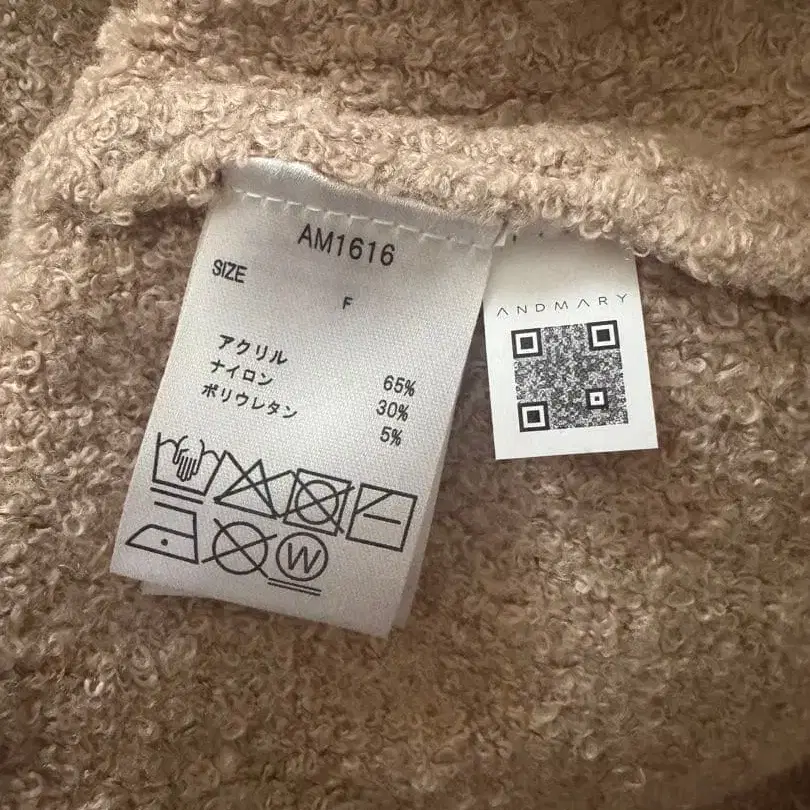 AM1616
SIZE
F
アクリル 65%
ナイロン 30%
ポリウレタン 5%
W
ANDMARY